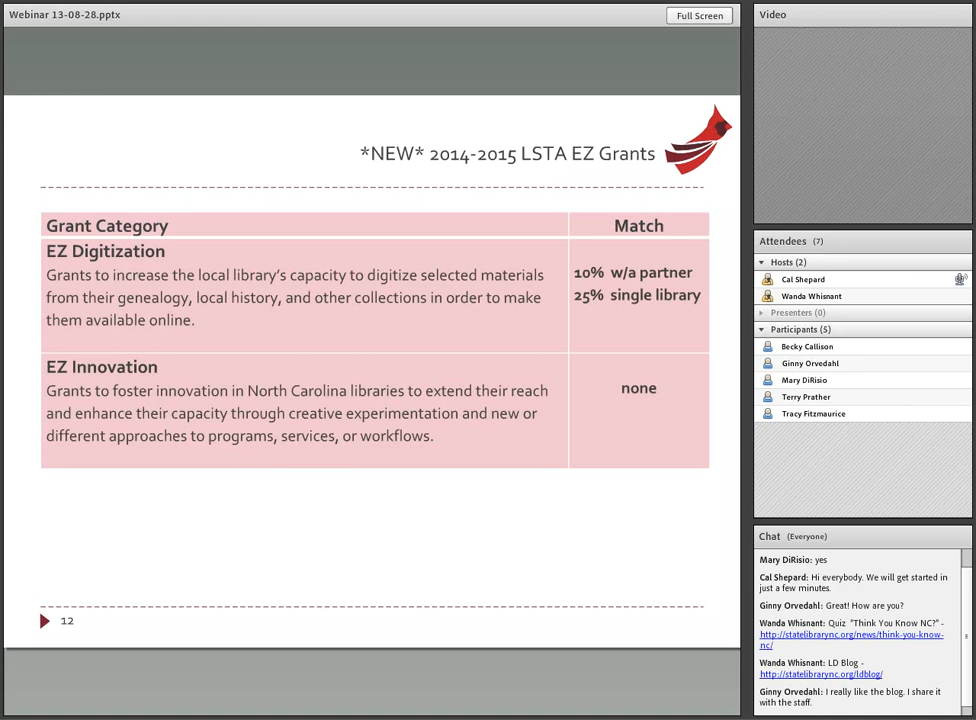 Webinar 13-08-28.pptx
Full Screen
*NEW* 2014-2015 LSTA EZ Grants
Grant Category
Match
EZ Digitization
Grants to increase the local library’s capacity to digitize selected materials
from their genealogy, local history, and other collections in order to make
them available online.
10% w/a partner
25% single library
EZ Innovation
Grants to foster innovation in North Carolina libraries to extend their reach
and enhance their capacity through creative experimentation and new or
different approaches to programs, services, or workflows.
none
12
Video
Attendees (7)
Hosts (2)
Cal Shepard
Wanda Whisnant
Presenters (0)
Participants (5)
Becky Callison
Ginny Orvedahl
Mary DiRisio
Terry Prather
Tracy Fitzmaurice
Chat (Everyone)
Mary DiRisio: yes
Cal Shepard: Hi everybody. We will get started in
just a few minutes.
Ginny Orvedahl: Great! How are you?
Wanda Whisnant: Quiz "Think You Know NC?" -
http://statelibrarync.org/news/think-you-know-
nc/
Wanda Whisnant: LD Blog -
http://statelibrarync.org/ldblog/
Ginny Orvedahl: I really like the blog. I share it
with the staff.